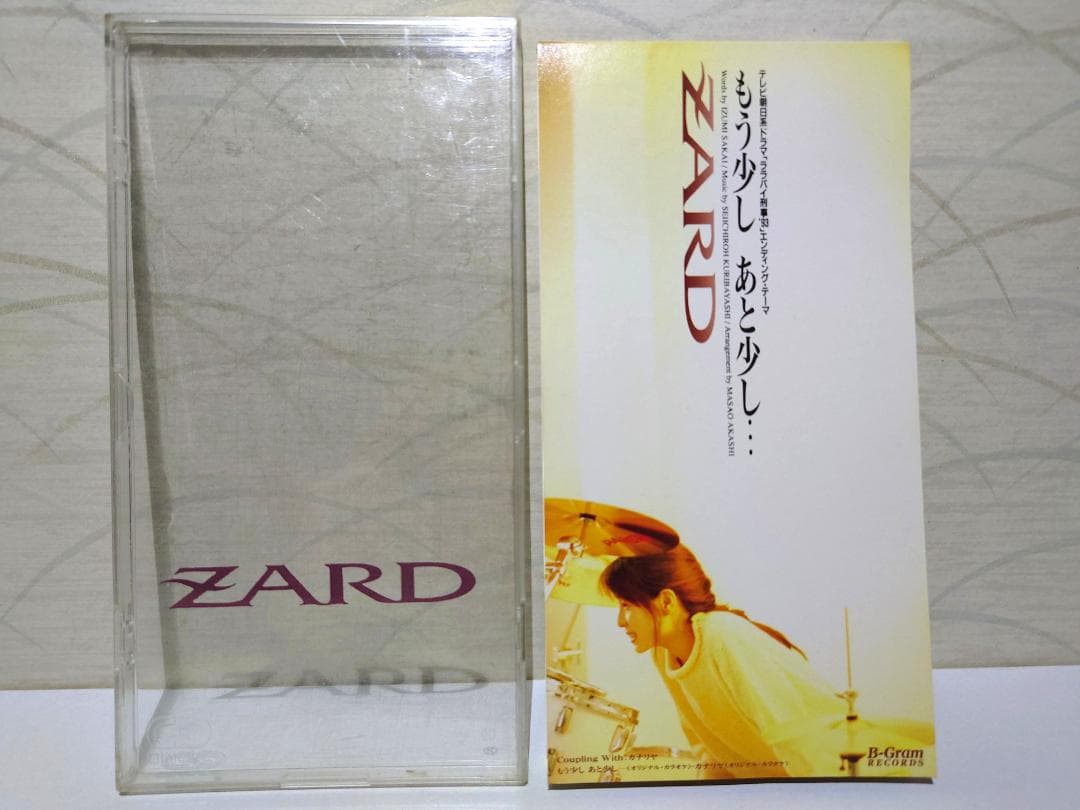 ZARD
ZARD
テレビ朝日系ドラマ「ララバイ刑事'93」エンディング・テーマ
もう少し あと少し…
Words by IZUMI SAKAI / Music by SEIICHIROH KURIBAYASHI / Arrangement by MASAO AKASHI
ZARD
Coupling With:カナリヤ
もう少し あと少し…(オリジナル・カラオケ)・カナリヤ(オリジナル・カラオケ)
B-Gram
RECORDS